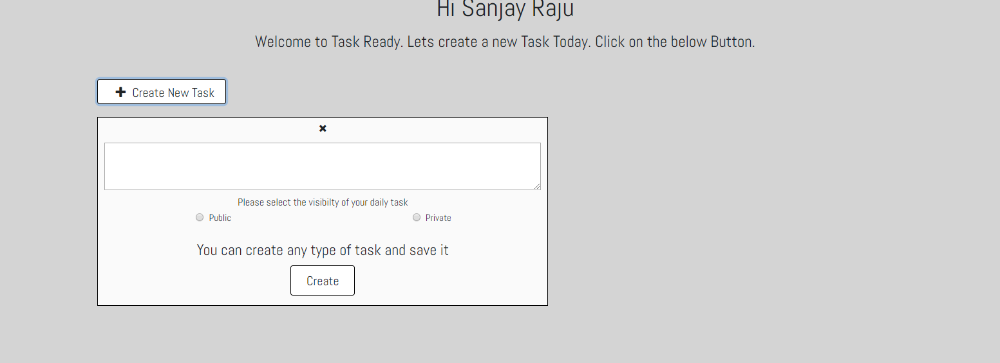 Hi Sanjay Raju
Welcome to Task Ready. Lets create a new Task Today. Click on the below Button.
Create New Task
Please select the visibilty of your daily task
Public Private
You can create any type of task and save it
Create